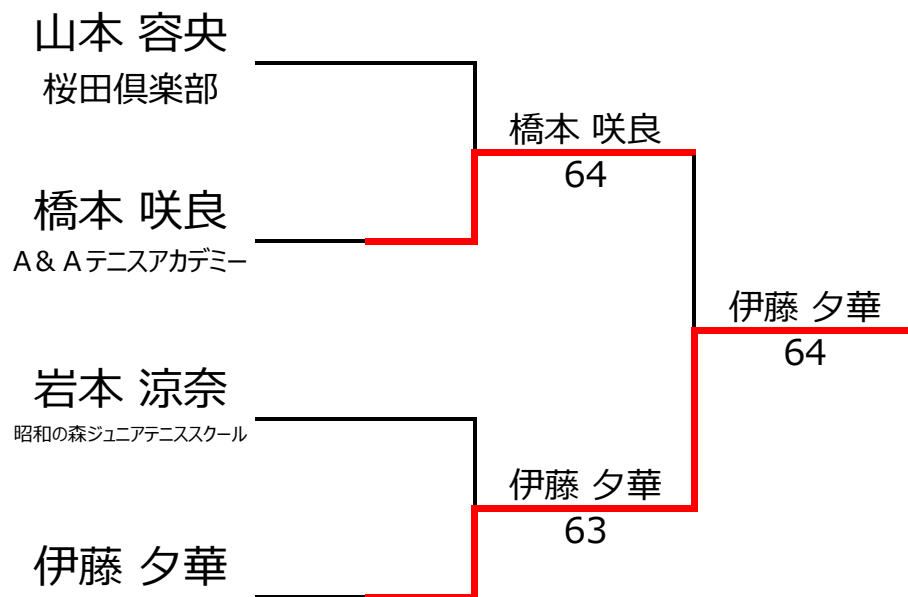 山本 容央
桜田倶楽部
橋本 咲良
64
橋本 咲良
A＆Aテニスアカデミー
伊藤 夕華
64
岩本 涼奈
昭和の森ジュニアテニススクール
伊藤 夕華
63
伊藤 夕華